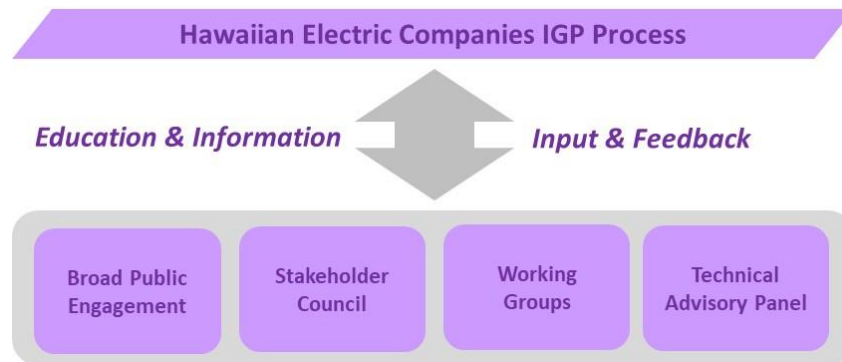 Hawaiian Electric Companies IGP Process
Education & Information
Input & Feedback
Broad Public
Engagement
Stakeholder
Council
Working
Groups
Technical
Advisory Panel